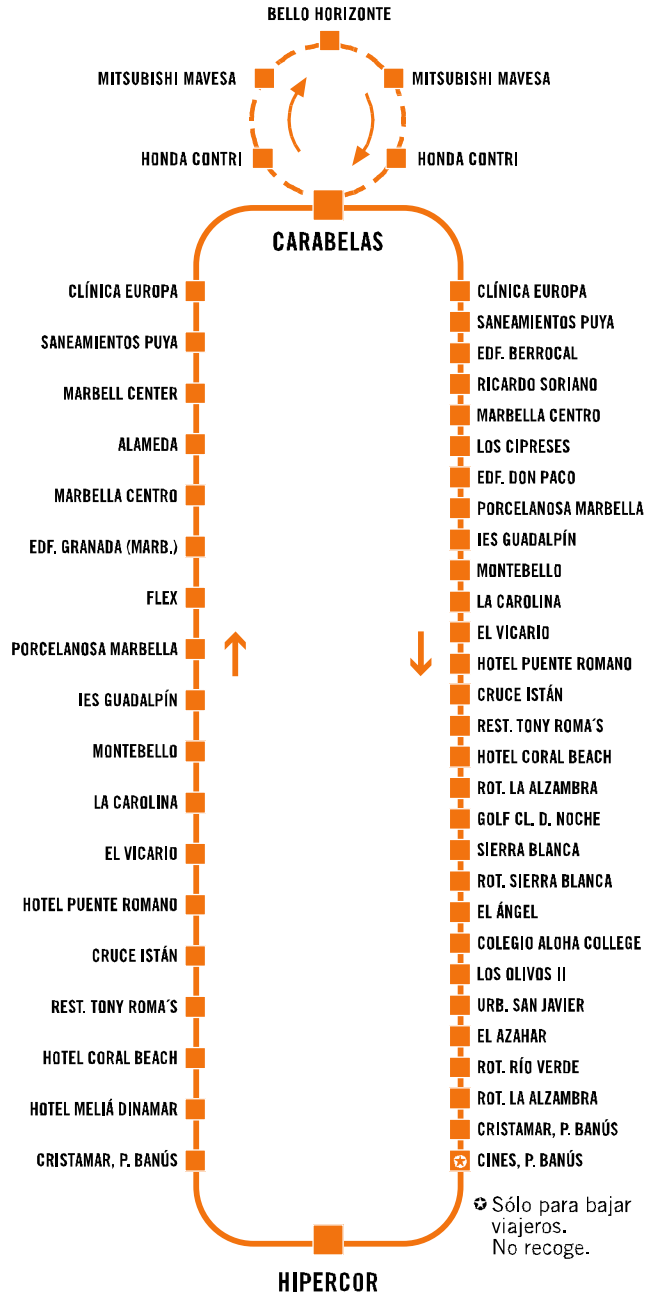 BELLO HORIZONTE
MITSUBISHI MAVESA
MITSUBISHI MAVESA
HONDA CONTRI
HONDA CONTRI
CARABELAS
CLÍNICA EUROPA
SANEAMIENTOS PUYA
MARBELL CENTER
ALAMEDA
MARBELLA CENTRO
EDF. GRANADA (MARB.)
FLEX
PORCELANOSA MARBELLA
IES GUADALPÍN
MONTEBELLO
LA CAROLINA
EL VICARIO
HOTEL PUENTE ROMANO
CRUCE ISTÁN
REST. TONY ROMA´S
HOTEL CORAL BEACH
HOTEL MELIÁ DINAMAR
CRISTAMAR, P. BANÚS
CLÍNICA EUROPA
SANEAMIENTOS PUYA
EDF. BERROCAL
RICARDO SORIANO
MARBELLA CENTRO
LOS CIPRESES
EDF. DON PACO
PORCELANOSA MARBELLA
IES GUADALPÍN
MONTEBELLO
LA CAROLINA
EL VICARIO
HOTEL PUENTE ROMANO
CRUCE ISTÁN
REST. TONY ROMA´S
HOTEL CORAL BEACH
ROT. LA ALZAMBRA
GOLF CL. D. NOCHE
SIERRA BLANCA
ROT. SIERRA BLANCA
EL ÁNGEL
COLEGIO ALOHA COLLEGE
LOS OLIVOS II
URB. SAN JAVIER
EL AZAHAR
ROT. RÍO VERDE
ROT. LA ALZAMBRA
CRISTAMAR, P. BANÚS
CINES, P. BANÚS
✪ Sólo para bajar
viajeros.
No recoge.
HIPERCOR